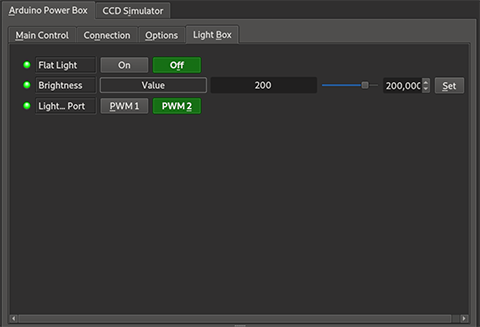 Arduino Power Box CCD Simulator
Main Control Connection Options Light Box
Flat Light On Off
Brightness Value 200 200,000 Set
Light... Port PWM 1 PWM 2